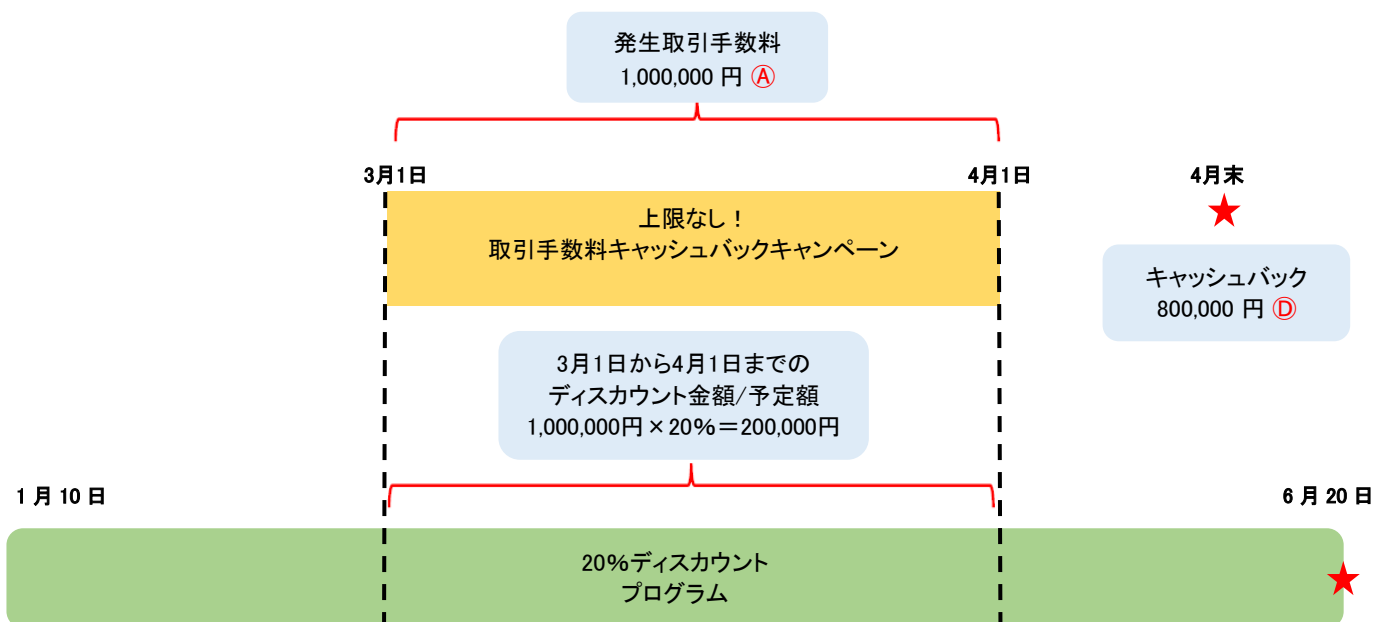 発生取引手数料
1,000,000 円 Ⓐ
3月1日
4月1日
4月末
上限なし！
取引手数料キャッシュバックキャンペーン
キャッシュバック
800,000 円 Ⓓ
3月1日から4月1日までの
ディスカウント金額/予定額
1,000,000円×20%＝200,000円
1 月 10 日
6 月 20 日
20%ディスカウント
プログラム